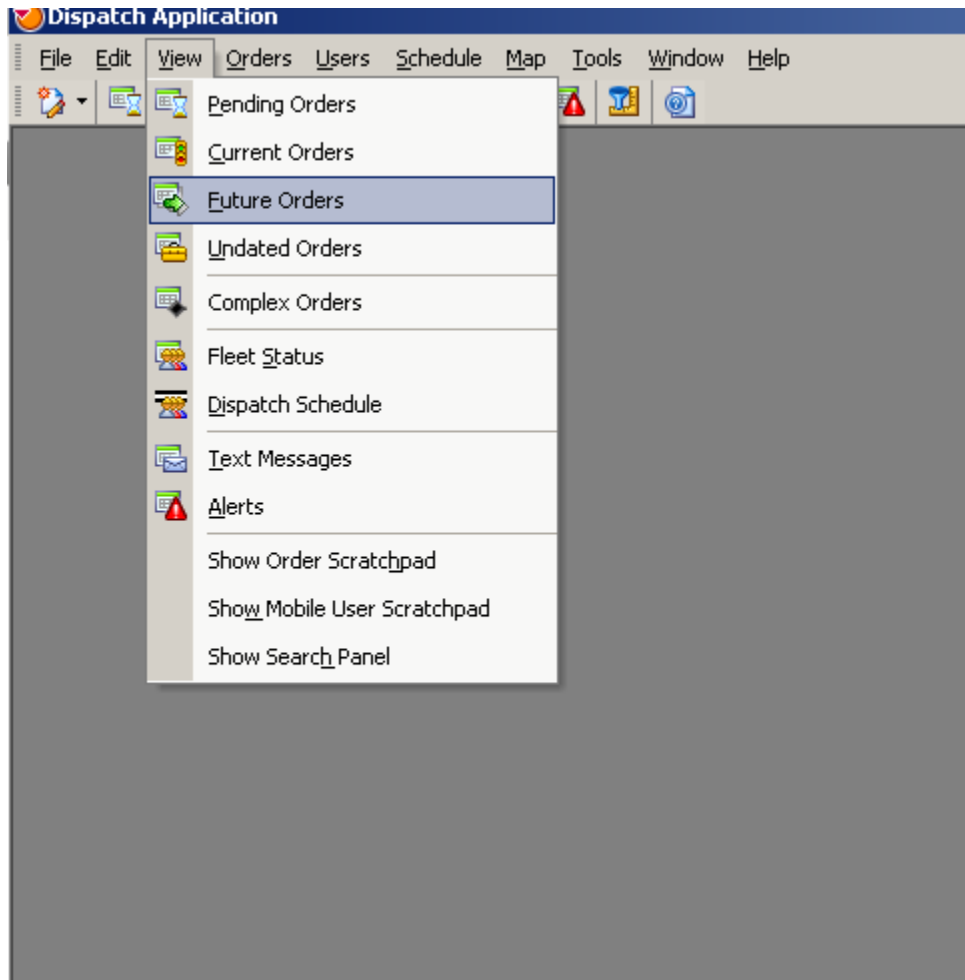 Dispatch Application
File Edit View Orders Users Schedule Map Tools Window Help
Pending Orders
Current Orders
Future Orders
Undated Orders
Complex Orders
Fleet Status
Dispatch Schedule
Text Messages
Alerts
Show Order Scratchpad
Show Mobile User Scratchpad
Show Search Panel